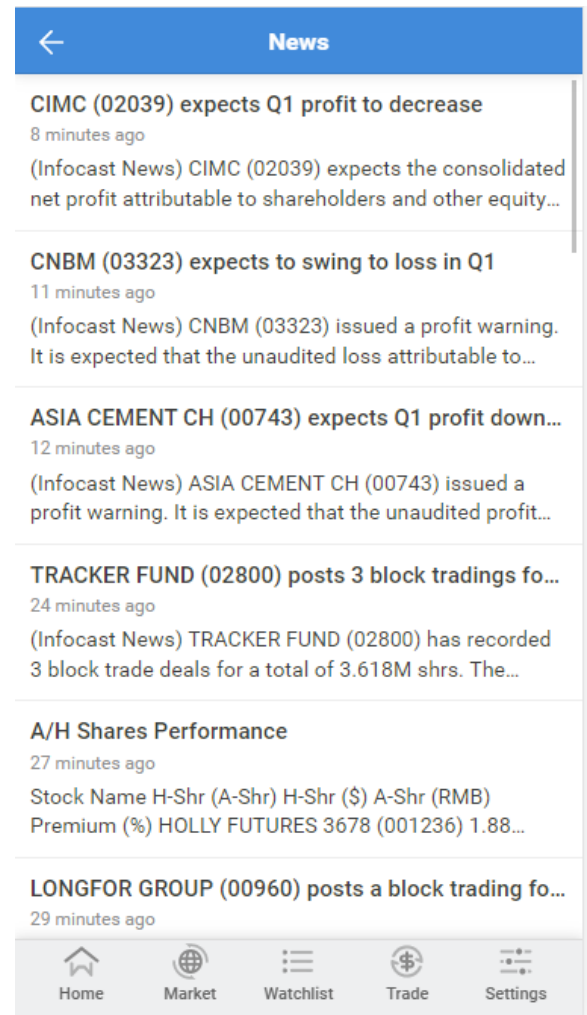 News
CIMC (02039) expects Q1 profit to decrease
8 minutes ago
(Infocast News) CIMC (02039) expects the consolidated
net profit attributable to shareholders and other equity…
CNBM (03323) expects to swing to loss in Q1
11 minutes ago
(Infocast News) CNBM (03323) issued a profit warning.
It is expected that the unaudited loss attributable to…
ASIA CEMENT CH (00743) expects Q1 profit down…
12 minutes ago
(Infocast News) ASIA CEMENT CH (00743) issued a
profit warning. It is expected that the unaudited profit…
TRACKER FUND (02800) posts 3 block tradings fo…
24 minutes ago
(Infocast News) TRACKER FUND (02800) has recorded
3 block trade deals for a total of 3.618M shrs. The…
A/H Shares Performance
27 minutes ago
Stock Name H-Shr (A-Shr) H-Shr ($) A-Shr (RMB)
Premium (%) HOLLY FUTURES 3678 (001236) 1.88…
LONGFOR GROUP (00960) posts a block trading fo…
29 minutes ago
Home Market Watchlist Trade Settings